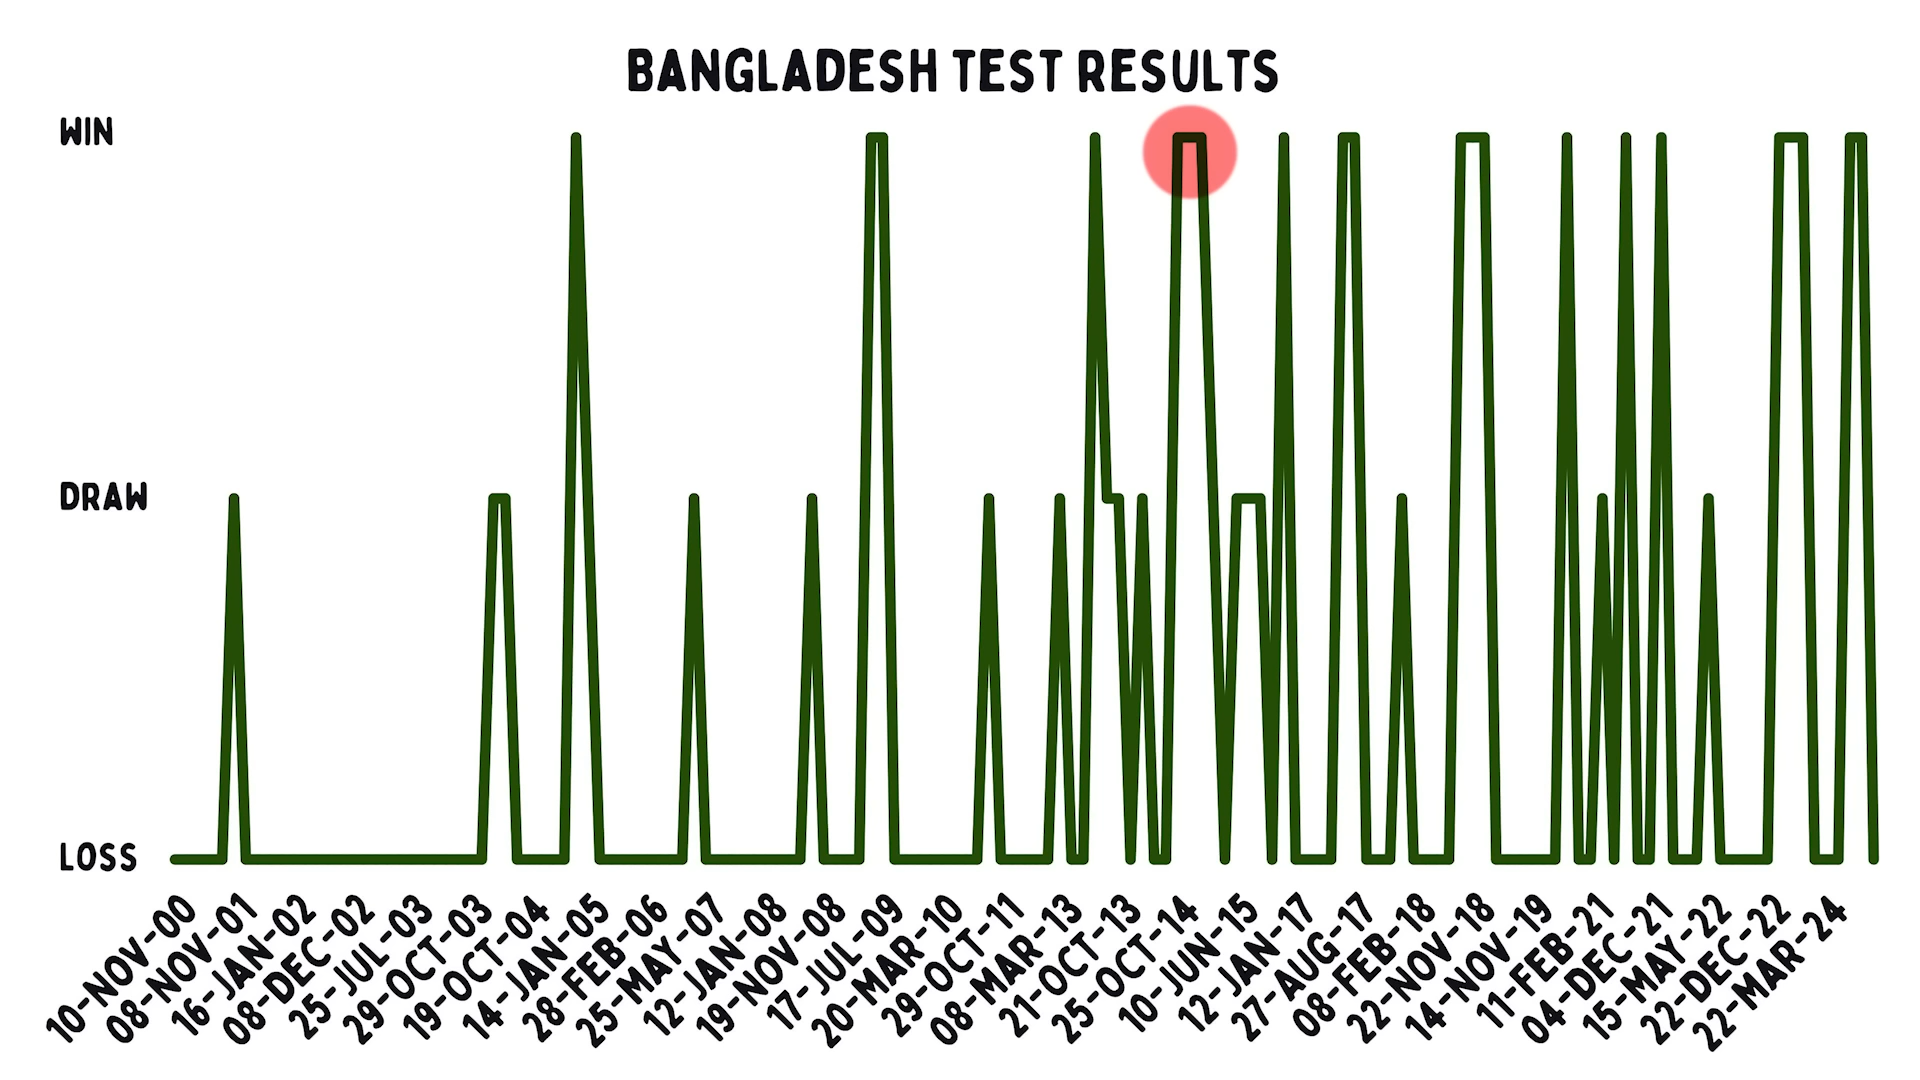 BANGLADESH TEST RESULTS
WIN
DRAW
LOSS
10-NOV-00
08-NOV-01
16-JAN-02
08-DEC-02
25-JUL-03
29-OCT-03
19-OCT-04
14-JAN-05
28-FEB-06
25-MAY-07
12-JAN-08
19-NOV-08
17-JUL-09
20-MAR-10
29-OCT-11
08-MAR-13
21-OCT-13
25-OCT-14
10-JUN-15
12-JAN-17
27-AUG-17
08-FEB-18
22-NOV-18
14-NOV-19
11-FEB-21
04-DEC-21
15-MAY-22
22-DEC-22
22-MAR-24